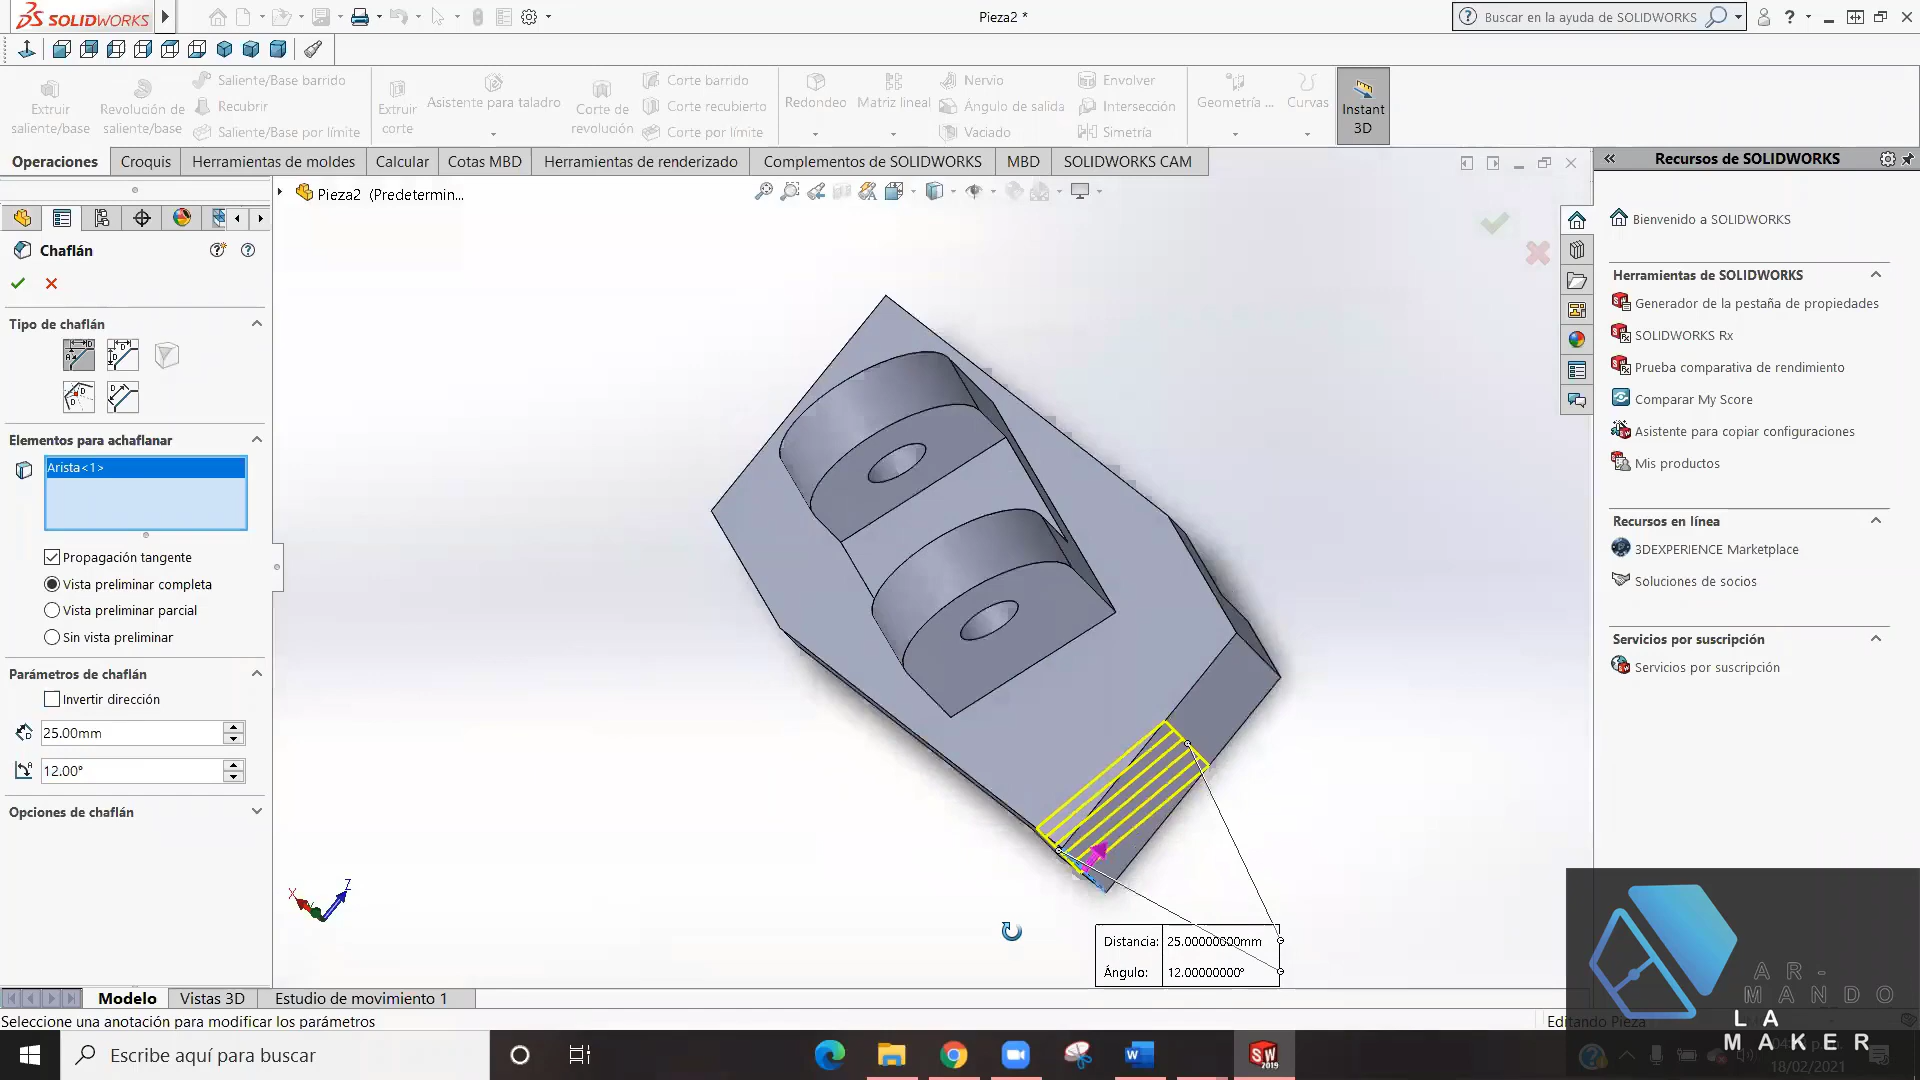 SOLIDWORKS
Pieza2 *
Buscar en la ayuda de SOLIDWORKS
Extruir
saliente/base
Revolución de
saliente/base
Saliente/Base barrido
Recubrir
Saliente/Base por límite
Extruir
corte
Asistente para taladro
Corte de
revolución
Corte barrido
Corte recubierto
Corte por límite
Redondeo
Matriz lineal
Nervio
Ángulo de salida
Vaciado
Envolver
Intersección
Simetría
Geometría ...
Curvas
Instant
3D
Operaciones
Croquis
Herramientas de moldes
Calcular
Cotas MBD
Herramientas de renderizado
Complementos de SOLIDWORKS
MBD
SOLIDWORKS CAM
Recursos de SOLIDWORKS
Pieza2 (Predetermin...
Chaflán
Tipo de chaflán
Elementos para achaflanar
Arista<1>
Propagación tangente
Vista preliminar completa
Vista preliminar parcial
Sin vista preliminar
Parámetros de chaflán
Invertir dirección
25.00mm
12.00°
Opciones de chaflán
X
Z
Distancia: 25.00000000mm
Ángulo: 12.00000000°
Bienvenido a SOLIDWORKS
Herramientas de SOLIDWORKS
Generador de la pestaña de propiedades
SOLIDWORKS Rx
Prueba comparativa de rendimiento
Comparar My Score
Asistente para copiar configuraciones
Mis productos
Recursos en línea
3DEXPERIENCE Marketplace
Soluciones de socios
Servicios por suscripción
Servicios por suscripción
Modelo
Vistas 3D
Estudio de movimiento 1
Seleccione una anotación para modificar los parámetros
Editando Pieza
Escribe aquí para buscar
SW
2019
18/02/2021
AR-
MANDO
LA
MAKER